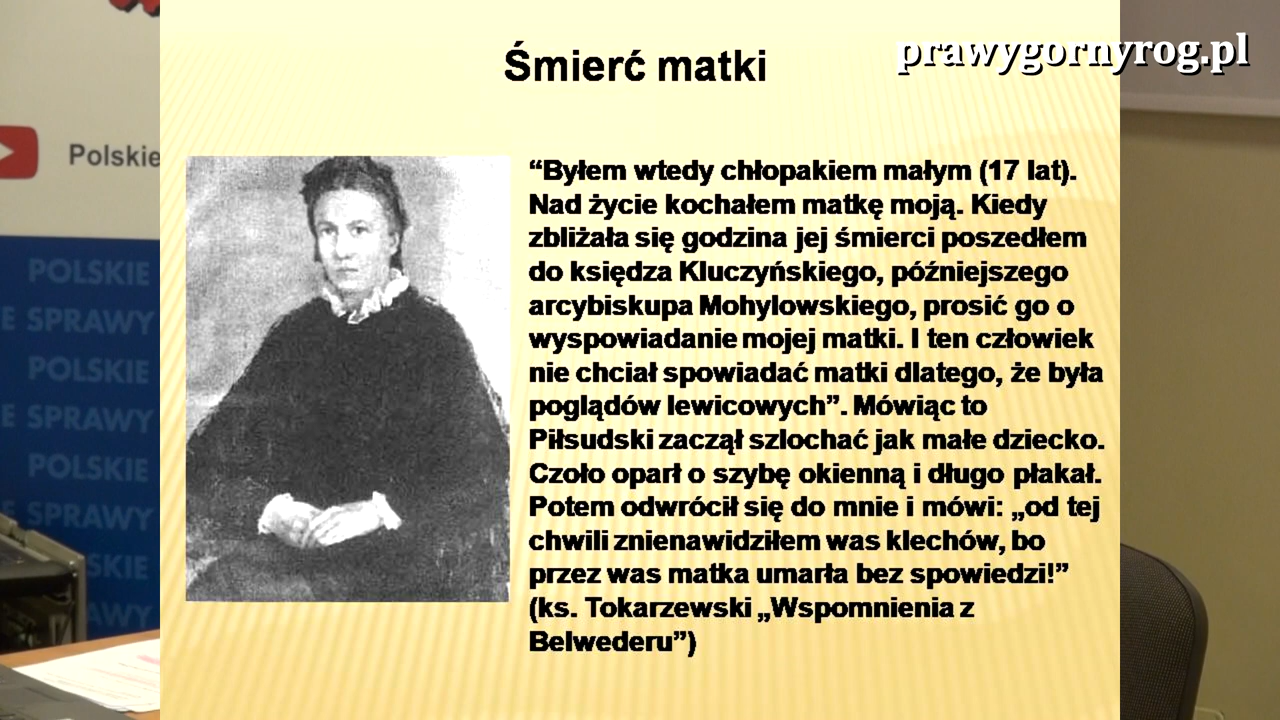 Śmierć matki
prawygornyrog.pl
Polskie
POLSKIE
E SPRAWY
POLSKIE
E SPRAWY
POLSKIE
SPRAWY
SKIE
AWY
“Byłem wtedy chłopakiem małym (17 lat).
Nad życie kochałem matkę moją. Kiedy
zbliżała się godzina jej śmierci poszedłem
do księdza Kluczyńskiego, późniejszego
arcybiskupa Mohylowskiego, prosić go o
wyspowiadanie mojej matki. I ten człowiek
nie chciał spowiadać matki dlatego, że była
poglądów lewicowych”. Mówiąc to
Piłsudski zaczął szlochać jak małe dziecko.
Czoło oparł o szybę okienną i długo płakał.
Potem odwrócił się do mnie i mówi: „od tej
chwili znienawidziłem was klechów, bo
przez was matka umarła bez spowiedzi!”
(ks. Tokarzewski „Wspomnienia z
Belwederu”)